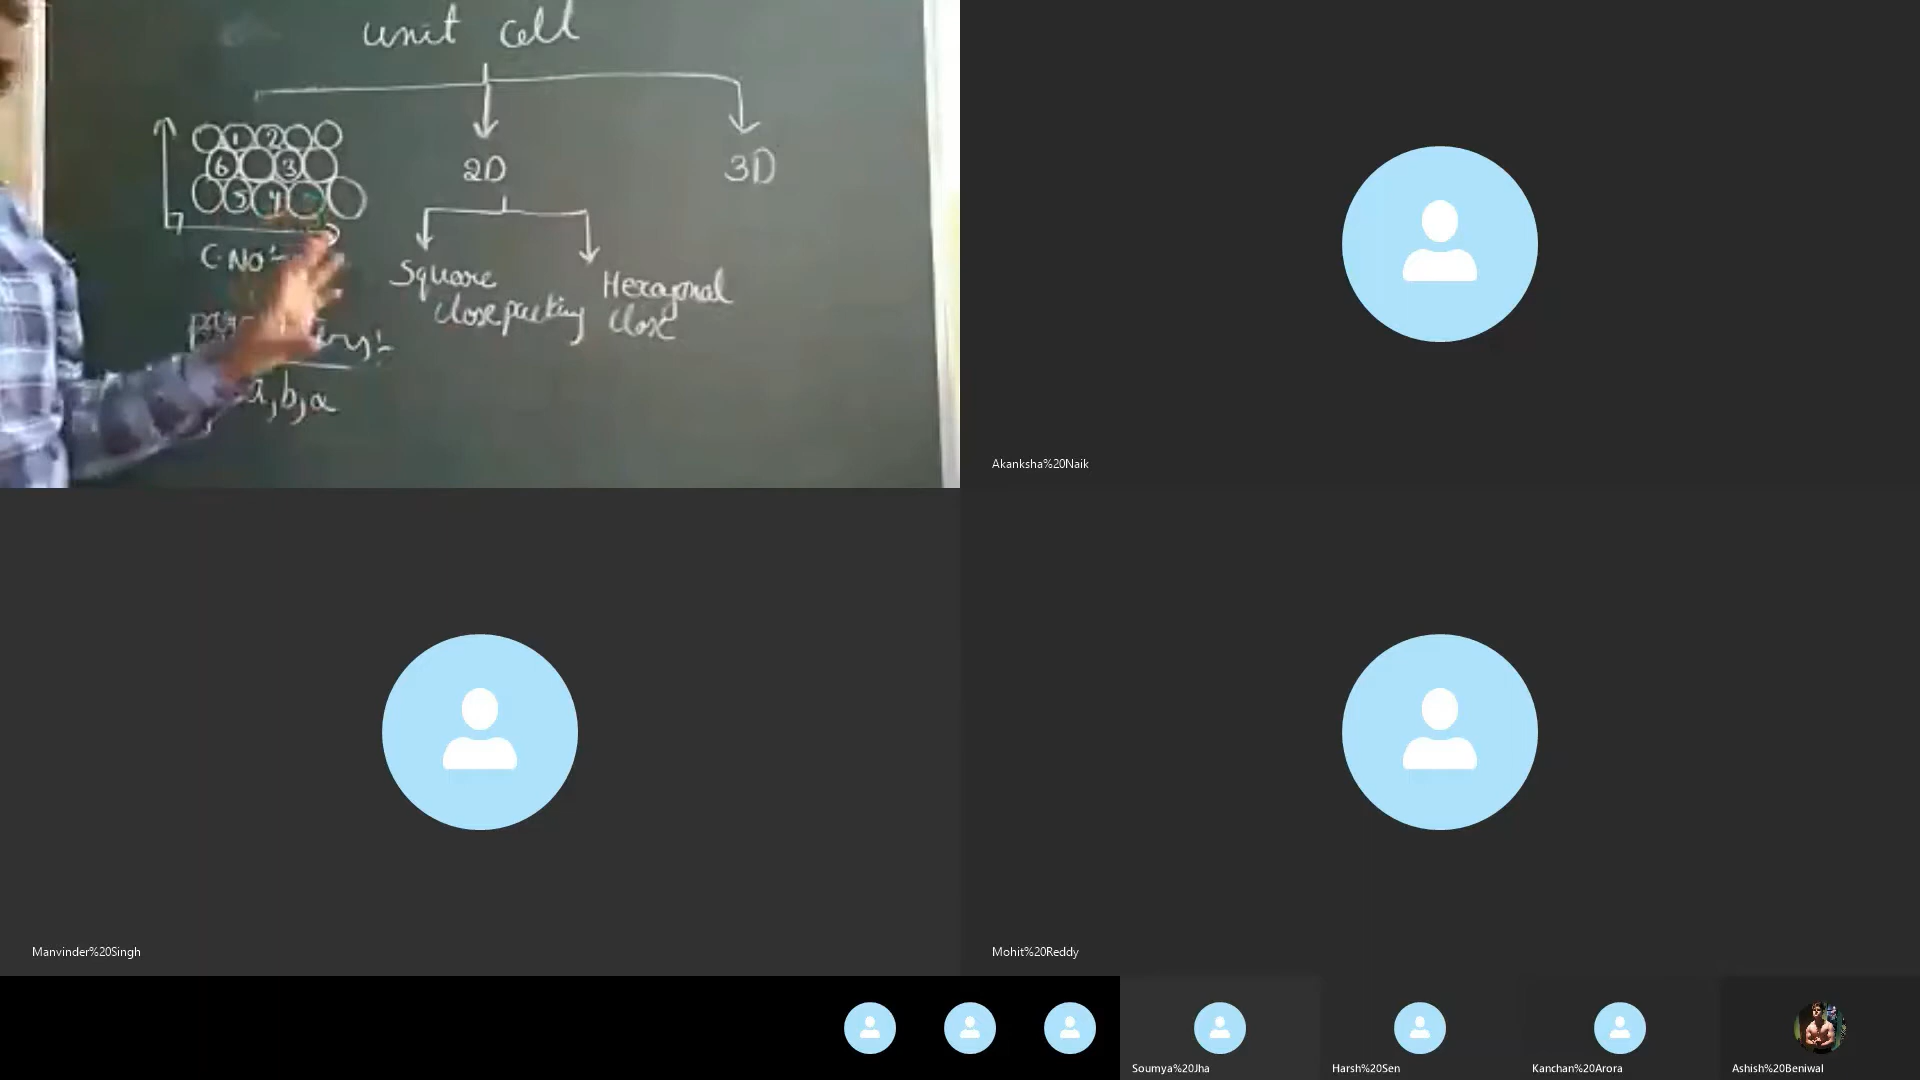 unit cell
1 2
6 3
5 4
2D
3D
C No
Square
close packing
Hexagonal
close
a, b, α
Akanksha%20Naik
Manvinder%20Singh
Mohit%20Reddy
Soumya%20Jha
Harsh%20Sen
Kanchan%20Arora
Ashish%20Beniwal